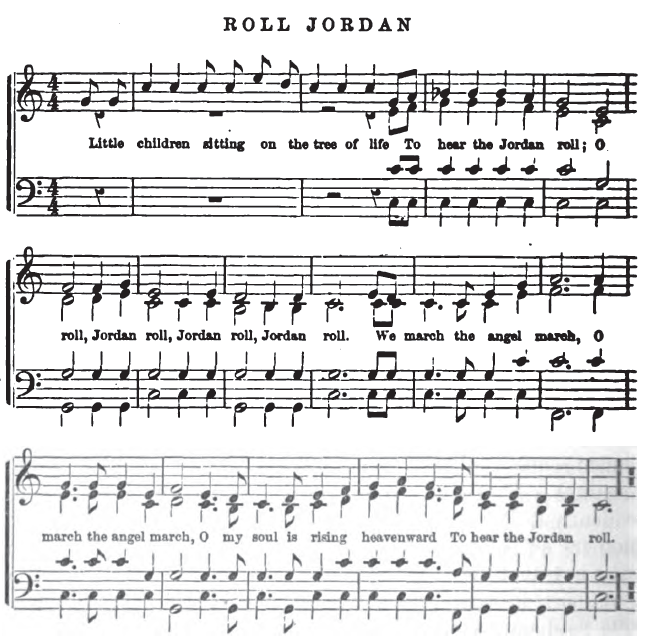 ROLL JORDAN
Little children sitting on the tree of life To hear the Jordan roll; O
roll, Jordan roll, Jordan roll, Jordan roll. We march the angel march, O
march the angel march, O my soul is rising heavenward To hear the Jordan roll.